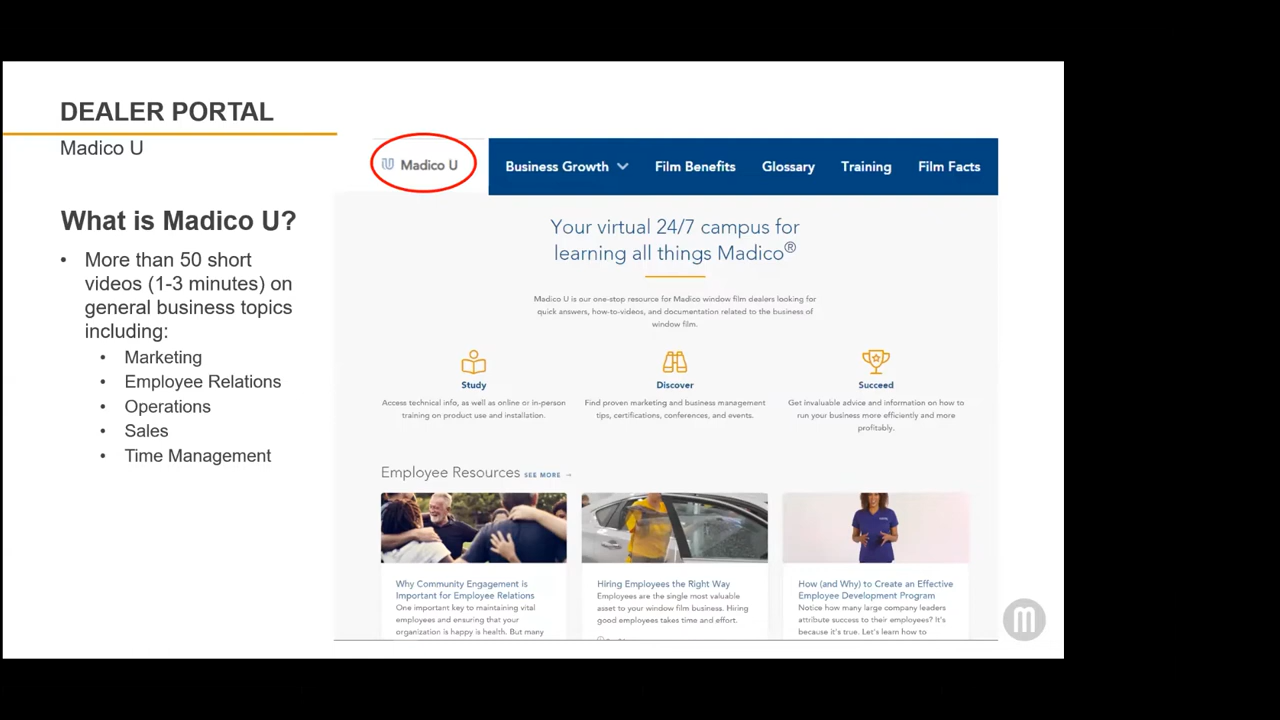 DEALER PORTAL
Madico U
What is Madico U?
• More than 50 short
videos (1-3 minutes) on
general business topics
including:
• Marketing
• Employee Relations
• Operations
• Sales
• Time Management
Madico U
Business Growth
Film Benefits
Glossary
Training
Film Facts
Your virtual 24/7 campus for
learning all things Madico®
Madico U is our one-stop resource for Madico window film dealers looking for
quick answers, how-to-videos, and documentation related to the business of
window film.
Study
Access technical info, as well as online or in-person
training on product use and installation.
Discover
Find proven marketing and business management
tips, certifications, conferences, and events.
Succeed
Get invaluable advice and information on how to
run your business more efficiently and more
profitably.
Employee Resources SEE MORE →
Why Community Engagement is
Important for Employee Relations
One important key to maintaining vital
employees and ensuring that your
organization is happy is health. But many
Hiring Employees the Right Way
Employees are the single most valuable
asset to your window film business. Hiring
good employees takes time and effort.
How (and Why) to Create an Effective
Employee Development Program
Notice how many large company leaders
attribute success to their employees? It's
because it's true. Let's learn how to
M